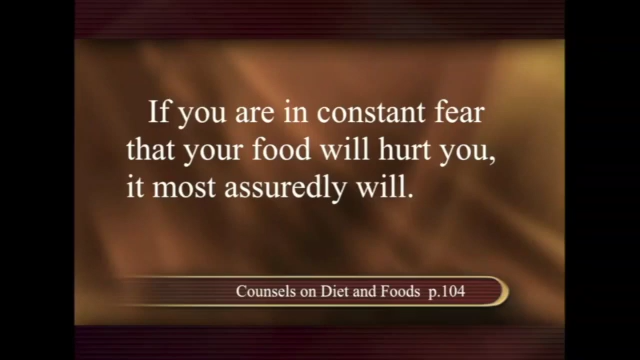 If you are in constant fear
that your food will hurt you,
it most assuredly will.
Counsels on Diet and Foods p.104